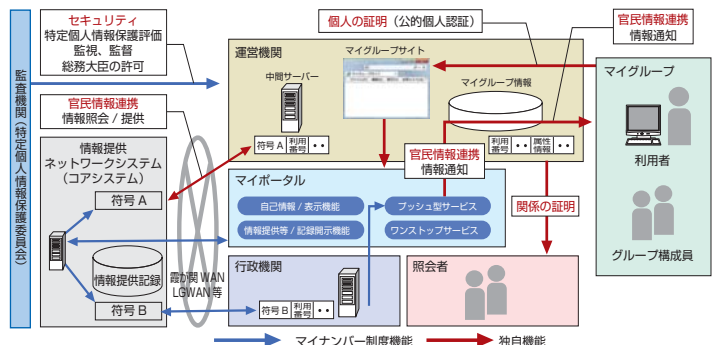 セキュリティ
特定個人情報保護評価
監視、監督
総務大臣の許可
個人の証明（公的個人認証）
官民情報連携
情報通知
監査機関（特定個人情報保護委員会）
運営機関
マイグループサイト
中間サーバー
マイグループ情報
符号A
利用
番号
・・
利用
番号
属性
情報
・・
マイグループ
利用者
グループ構成員
官民情報連携
情報照会 / 提供
官民情報連携
情報通知
情報提供
ネットワークシステム
（コアシステム）
符号A
情報提供記録
符号B
霞が関 WAN
LGWAN 等
マイポータル
自己情報 / 表示機能
プッシュ型サービス
情報提供等 / 記録開示機能
ワンストップサービス
関係の証明
行政機関
符号B
利用
番号
・・
照会者
マイナンバー制度機能
独自機能